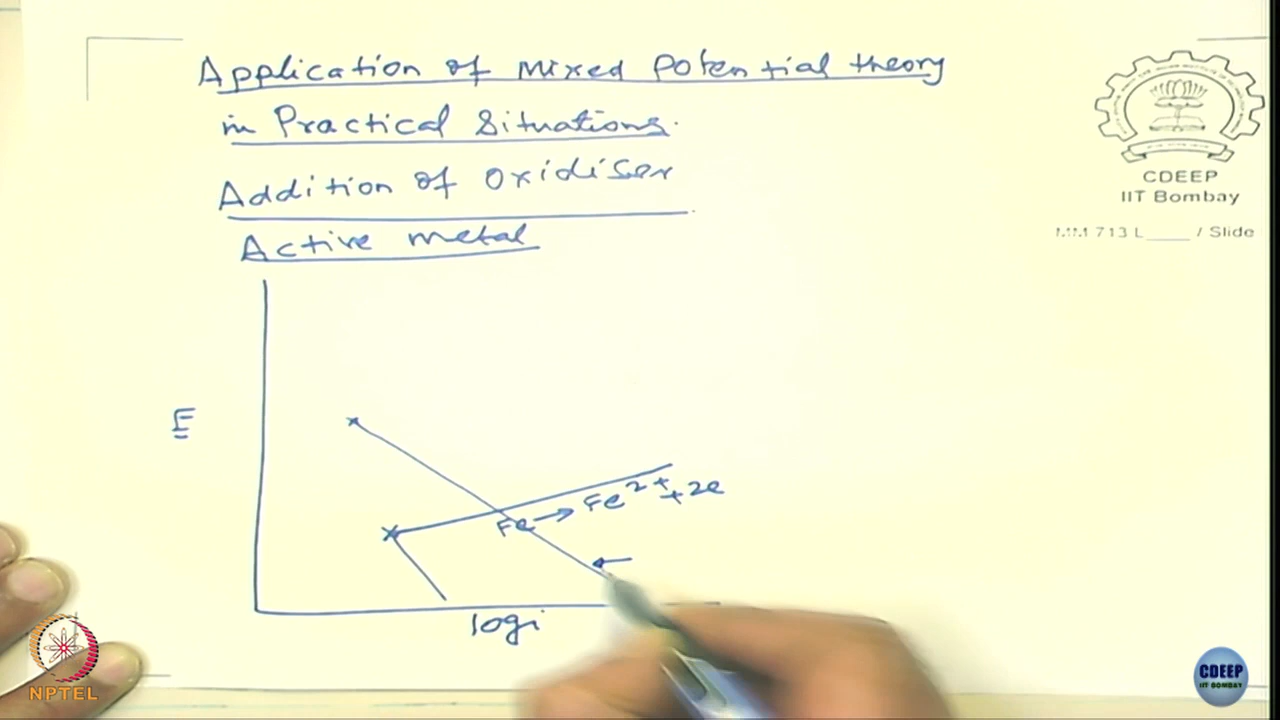 Application of Mixed Potential theory
in Practical Situations.
Addition of Oxidiser
Active metal
CDEEP
IIT Bombay
MM 713 L____ / Slide
E
Fe → Fe2+ + 2e
log i
NPTEL
CDEEP
IIT BOMBAY